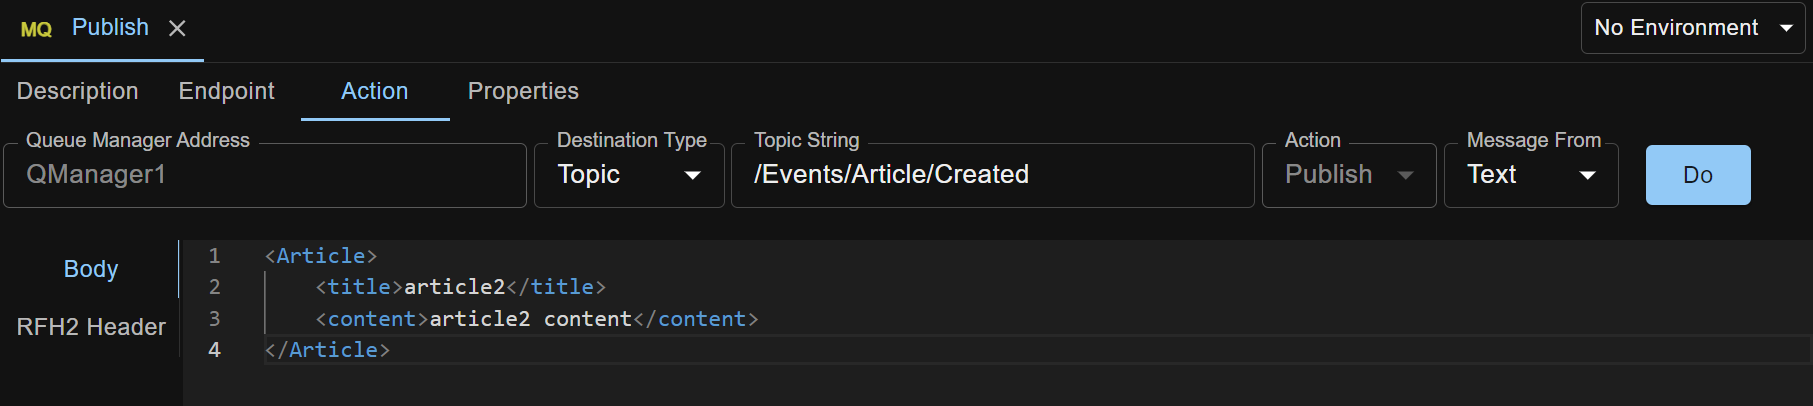 MQ Publish
No Environment
Description Endpoint Action Properties
Queue Manager Address Destination Type Topic String Action Message From
QManager1 Topic /Events/Article/Created Publish Text Do
Body
RFH2 Header
1 <Article>
2 <title>article2</title>
3 <content>article2 content</content>
4 </Article>